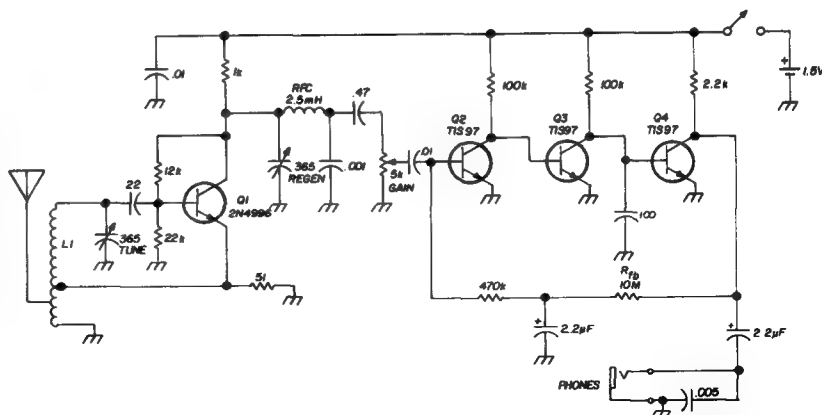 .01
1k
RFC
2.5mH
.47
365
REGEN
.001
5k
GAIN
.01
Q2
TIS97
100k
Q3
TIS97
100k
Q4
TIS97
2.2k
+
1.5V
12k
22
Q1
2N4996
L1
365
TUNE
22k
51
100
470k
Rfb
10M
+
2.2µF
+
2.2µF
PHONES
.005